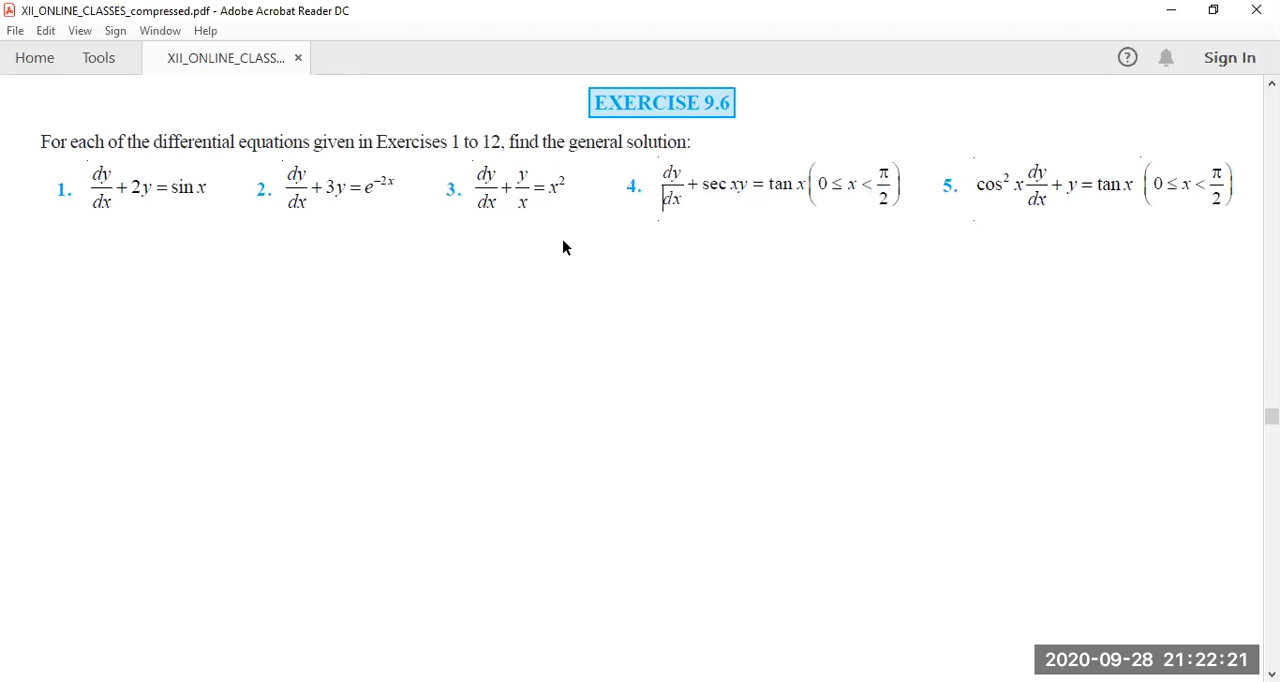 XII_ONLINE_CLASSES_compressed.pdf - Adobe Acrobat Reader DC
File Edit View Sign Window Help
Home Tools XII_ONLINE_CLASS... × ? Sign In
EXERCISE 9.6
For each of the differential equations given in Exercises 1 to 12, find the general solution:
1. dy/dx + 2y = sin x 2. dy/dx + 3y = e^{-2x} 3. dy/dx + y/x = x² 4. dy/dx + sec xy = tan x (0 ≤ x < π/2) 5. cos² x dy/dx + y = tan x (0 ≤ x < π/2)
2020-09-28 21:22:21